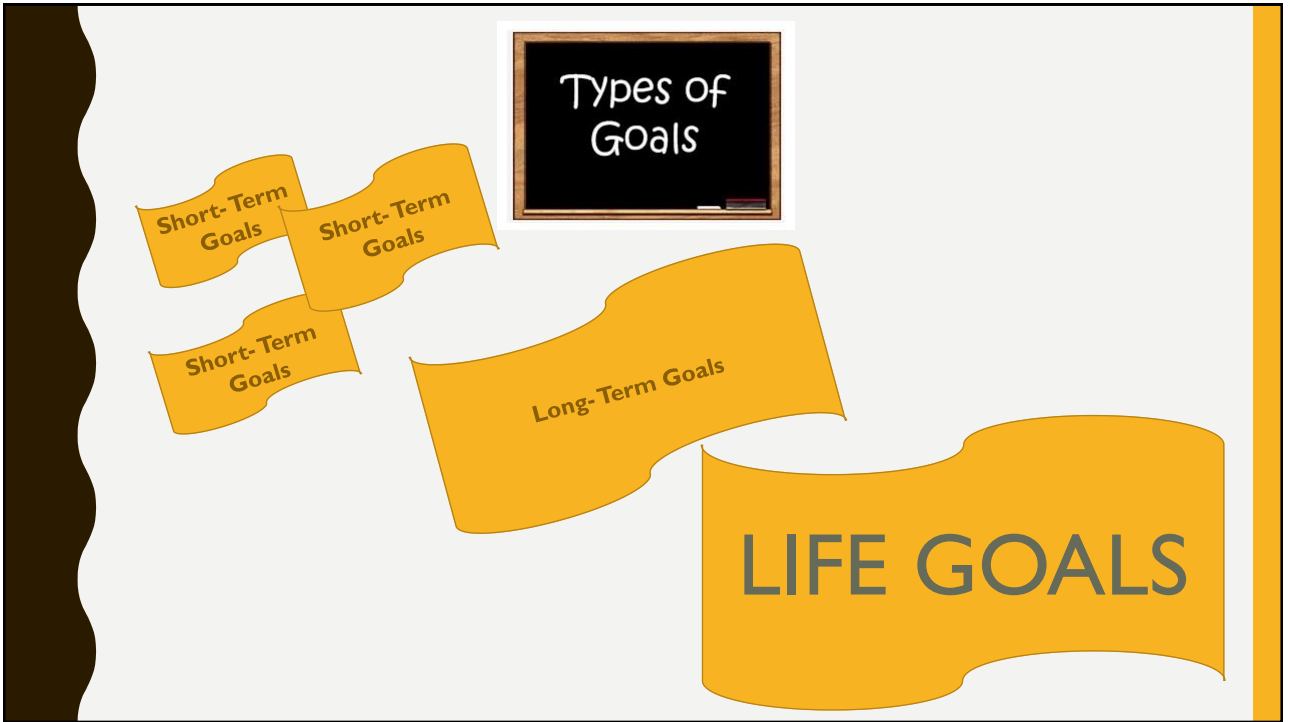 Types of
Goals
Short-Term
Goals
Short-Term
Goals
Short-Term
Goals
Long-Term Goals
LIFE GOALS